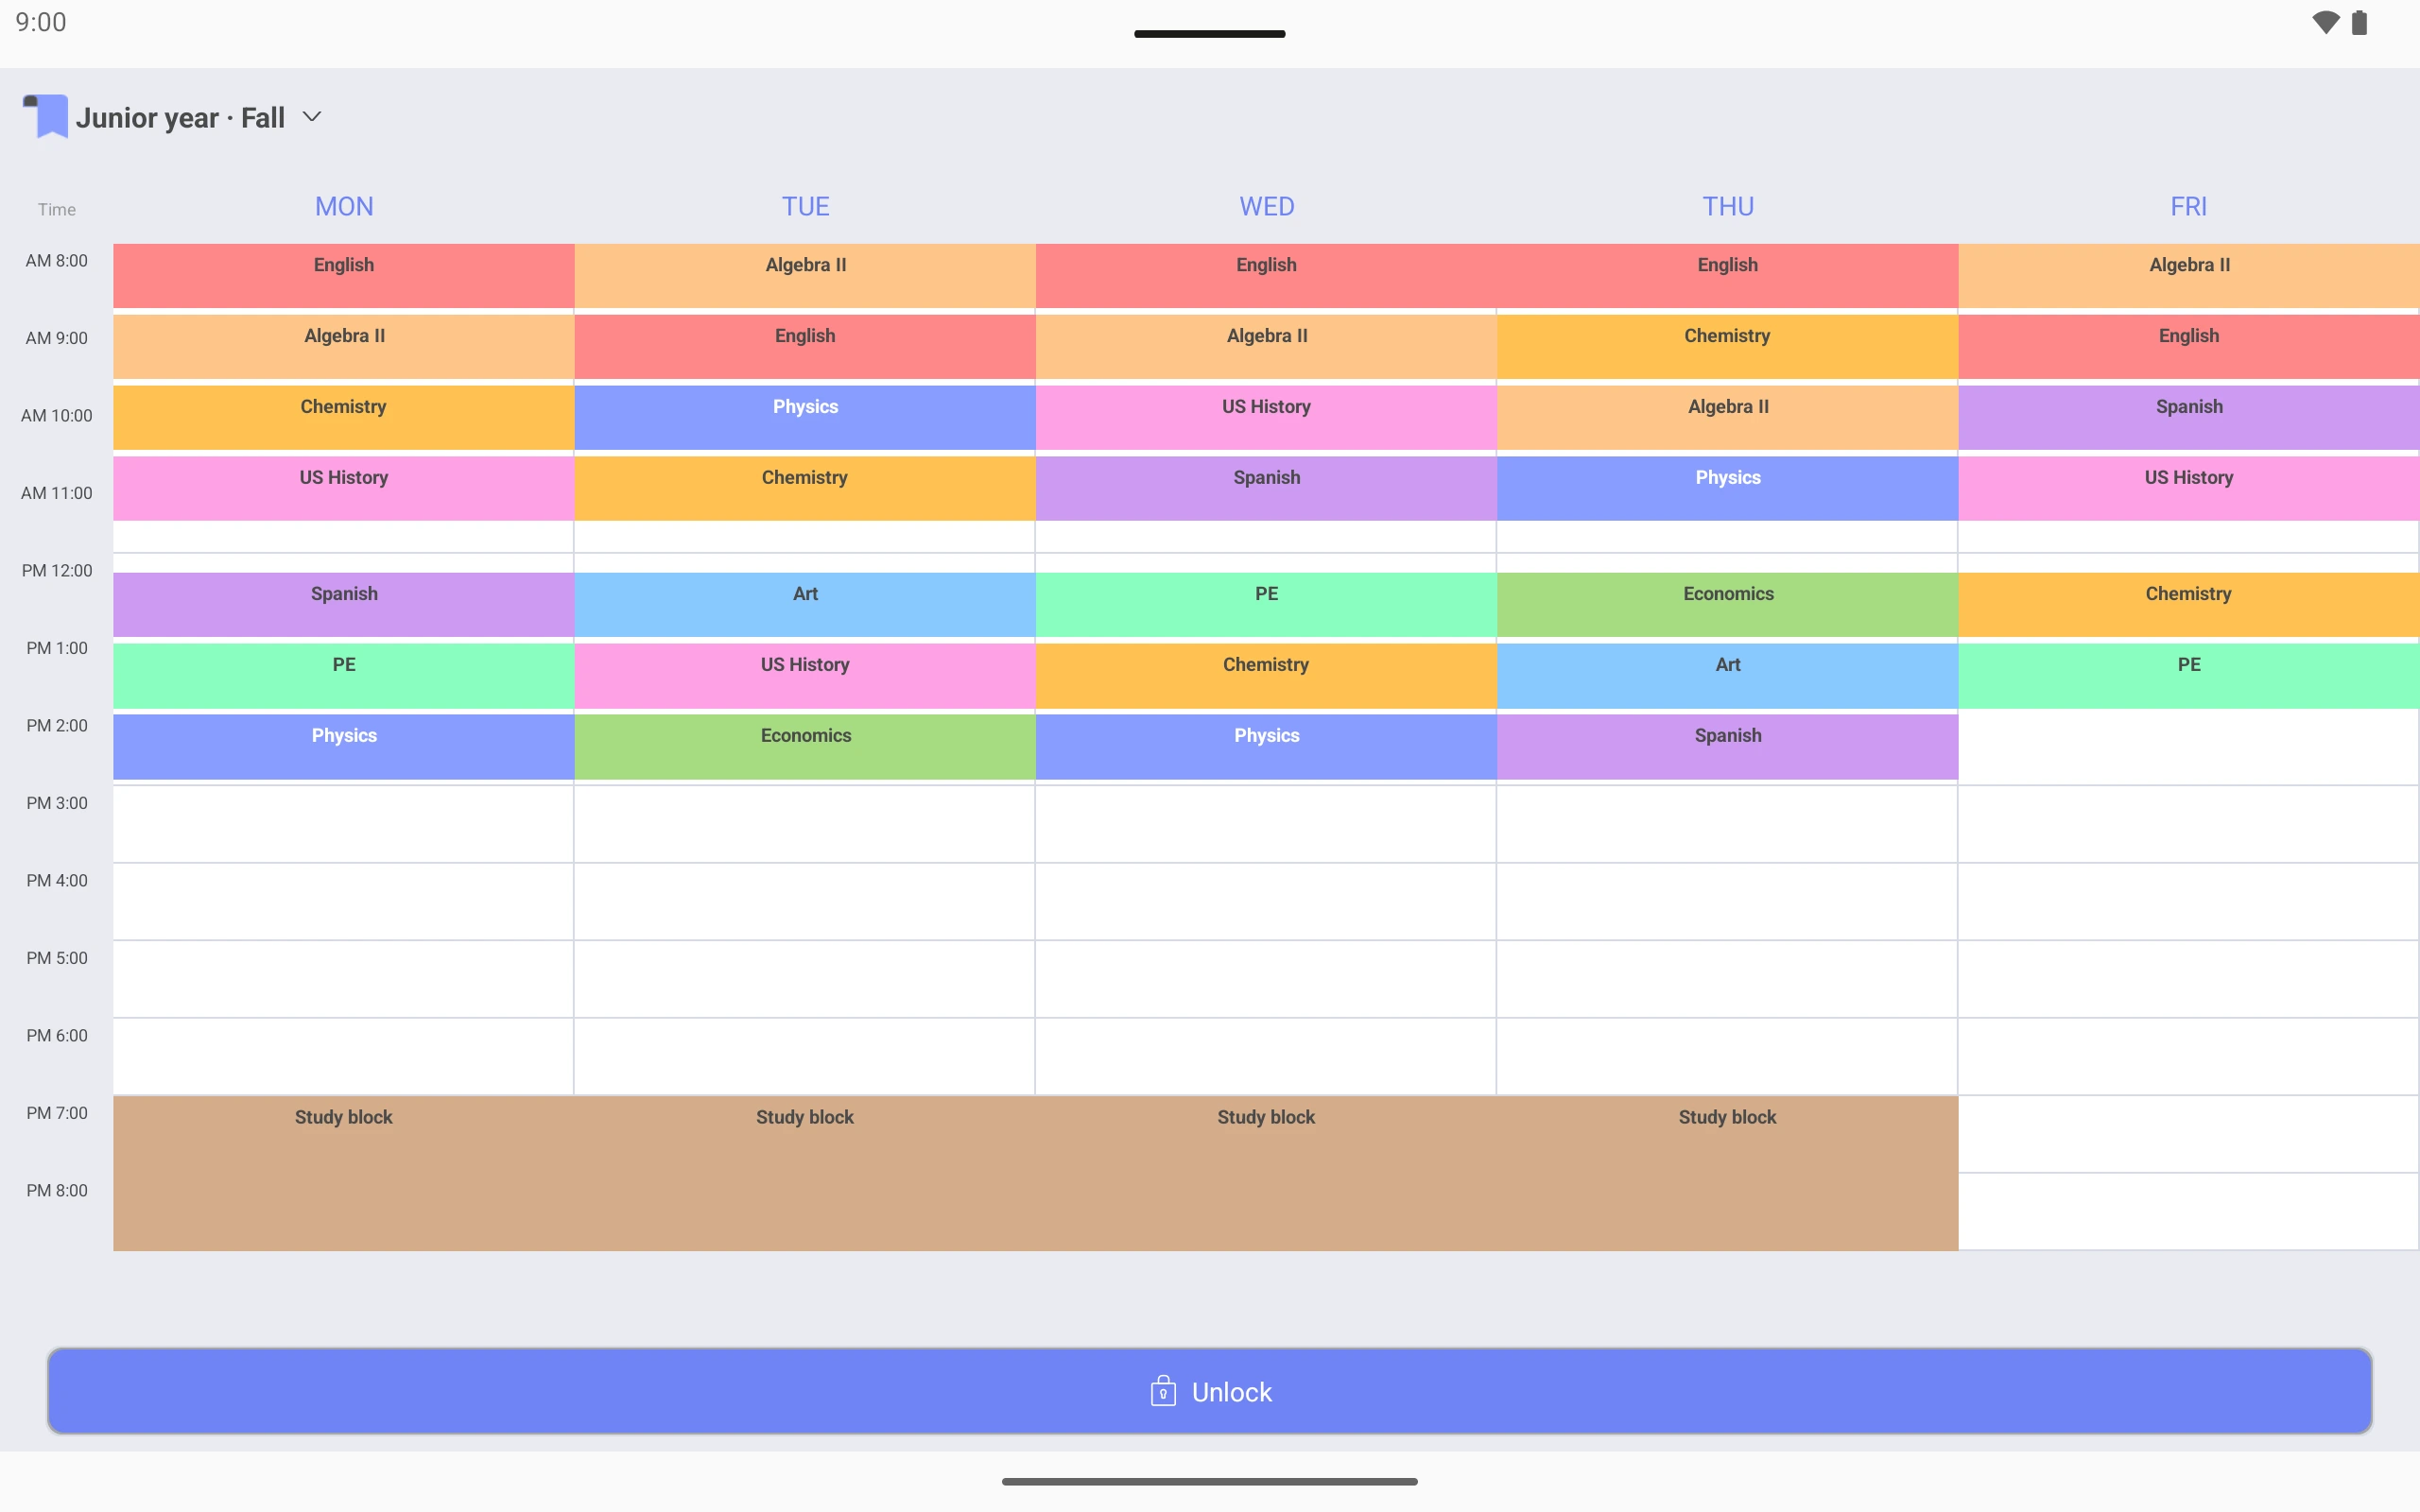 9:00
Junior year · Fall
Time MON TUE WED THU FRI
AM 8:00 English Algebra II English English Algebra II
AM 9:00 Algebra II English Algebra II Chemistry English
AM 10:00 Chemistry Physics US History Algebra II Spanish
AM 11:00 US History Chemistry Spanish Physics US History
PM 12:00 Spanish Art PE Economics Chemistry
PM 1:00 PE US History Chemistry Art PE
PM 2:00 Physics Economics Physics Spanish
PM 3:00
PM 4:00
PM 5:00
PM 6:00
PM 7:00 Study block Study block Study block Study block
PM 8:00
Unlock